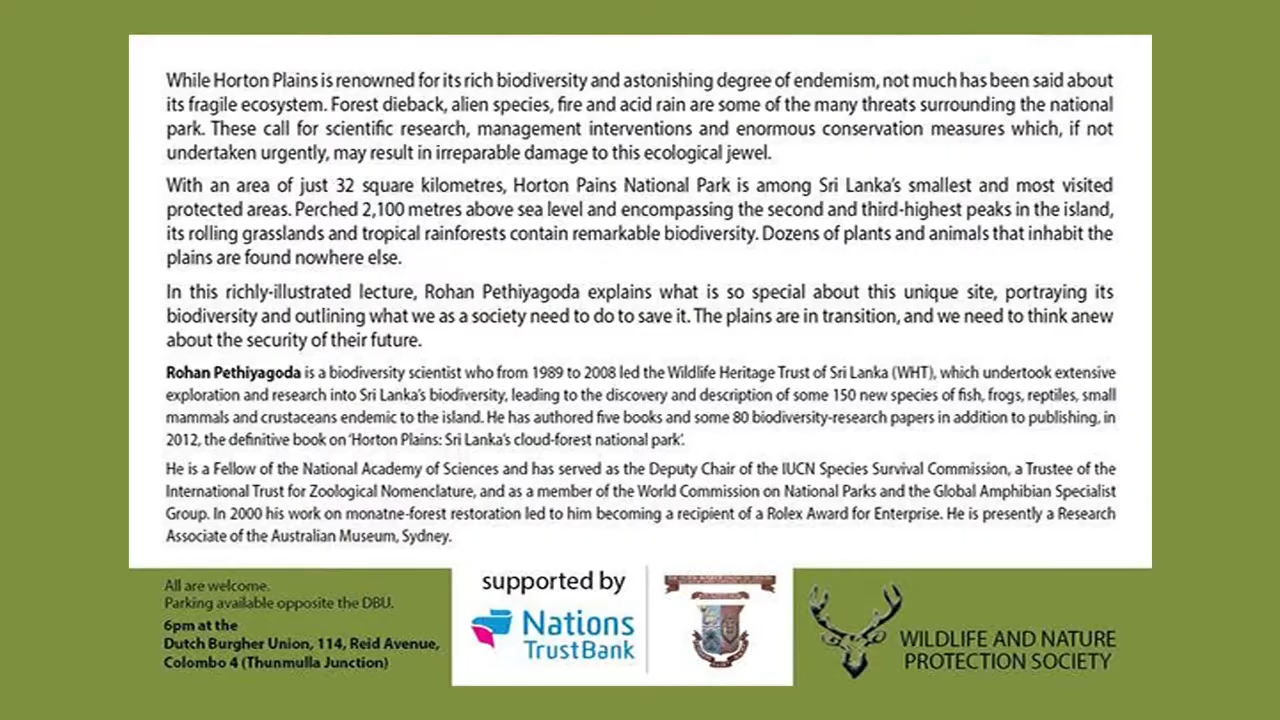 While Horton Plains is renowned for its rich biodiversity and astonishing degree of endemism, not much has been said about
its fragile ecosystem. Forest dieback, alien species, fire and acid rain are some of the many threats surrounding the national
park. These call for scientific research, management interventions and enormous conservation measures which, if not
undertaken urgently, may result in irreparable damage to this ecological jewel.
With an area of just 32 square kilometres, Horton Pains National Park is among Sri Lanka's smallest and most visited
protected areas. Perched 2,100 metres above sea level and encompassing the second and third-highest peaks in the island,
its rolling grasslands and tropical rainforests contain remarkable biodiversity. Dozens of plants and animals that inhabit the
plains are found nowhere else.
In this richly-illustrated lecture, Rohan Pethiyagoda explains what is so special about this unique site, portraying its
biodiversity and outlining what we as a society need to do to save it. The plains are in transition, and we need to think anew
about the security of their future.
Rohan Pethiyagoda is a biodiversity scientist who from 1989 to 2008 led the Wildlife Heritage Trust of Sri Lanka (WHT), which undertook extensive
exploration and research into Sri Lanka's biodiversity, leading to the discovery and description of some 150 new species of fish, frogs, reptiles, small
mammals and crustaceans endemic to the island. He has authored five books and some 80 biodiversity-research papers in addition to publishing, in
2012, the definitive book on 'Horton Plains: Sri Lanka's cloud-forest national park'.
He is a Fellow of the National Academy of Sciences and has served as the Deputy Chair of the IUCN Species Survival Commission, a Trustee of the
International Trust for Zoological Nomenclature, and as a member of the World Commission on National Parks and the Global Amphibian Specialist
Group. In 2000 his work on monatne-forest restoration led to him becoming a recipient of a Rolex Award for Enterprise. He is presently a Research
Associate of the Australian Museum, Sydney.
All are welcome.
Parking available opposite the DBU.
6pm at the
Dutch Burgher Union, 114, Reid Avenue,
Colombo 4 (Thunmulla Junction)
supported by
Nations
Trust Bank
WILDLIFE AND NATURE
PROTECTION SOCIETY